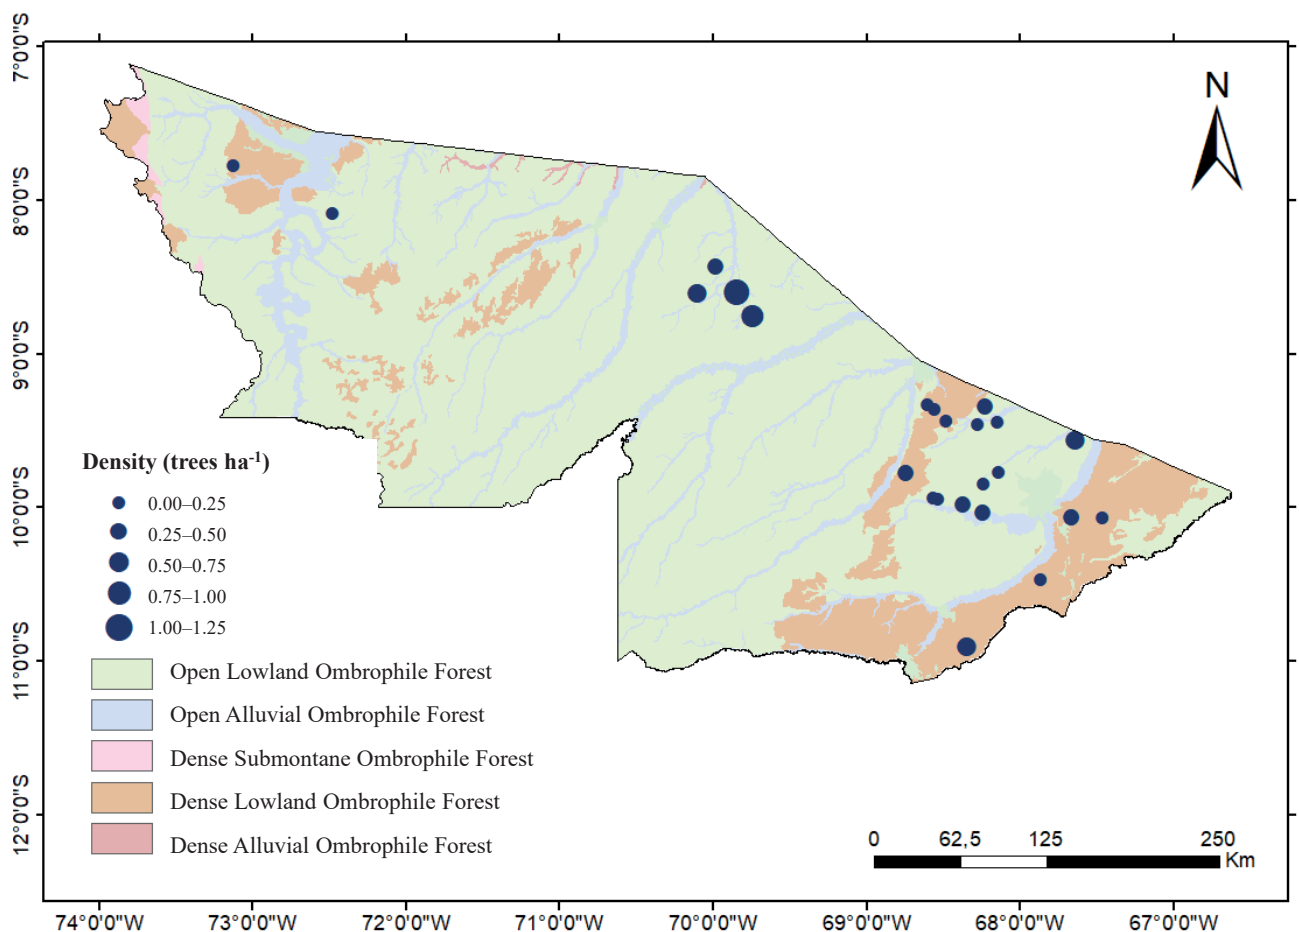 7°0'0"S
8°0'0"S
9°0'0"S
10°0'0"S
11°0'0"S
12°0'0"S
N
Density (trees ha-1)
0.00–0.25
0.25–0.50
0.50–0.75
0.75–1.00
1.00–1.25
Open Lowland Ombrophile Forest
Open Alluvial Ombrophile Forest
Dense Submontane Ombrophile Forest
Dense Lowland Ombrophile Forest
Dense Alluvial Ombrophile Forest
0 62,5 125 250
Km
74°0'0"W 73°0'0"W 72°0'0"W 71°0'0"W 70°0'0"W 69°0'0"W 68°0'0"W 67°0'0"W